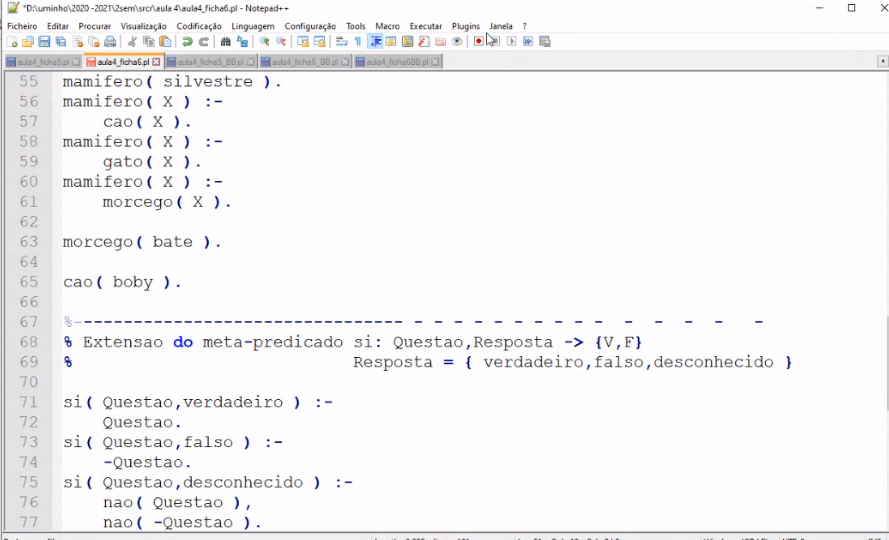 *D:\uminho\2020 -2021\2sem\srcr\aula 4\aula4_ficha6.pl - Notepad++
Ficheiro Editar Procurar Visualização Codificação Linguagem Configuração Tools Macro Executar Plugins Janela ?
aula4_ficha5.pl aula4_ficha6.pl aula4_ficha5_BB.pl aula4_ficha6_BB.pl aula4_ficha6BB.pl
55 mamifero( silvestre ).
56 mamifero( X ) :-
57 cao( X ).
58 mamifero( X ) :-
59 gato( X ).
60 mamifero( X ) :-
61 morcego( X ).
62
63 morcego( bate ).
64
65 cao( boby ).
66
67 %--------------------------------- - - - - - - - - - - - - - - -
68 % Extensao do meta-predicado si: Questao,Resposta -> {V,F}
69 % Resposta = { verdadeiro,falso,desconhecido }
70
71 si( Questao,verdadeiro ) :-
72 Questao.
73 si( Questao,falso ) :-
74 -Questao.
75 si( Questao,desconhecido ) :-
76 nao( Questao ),
77 nao( -Questao ).